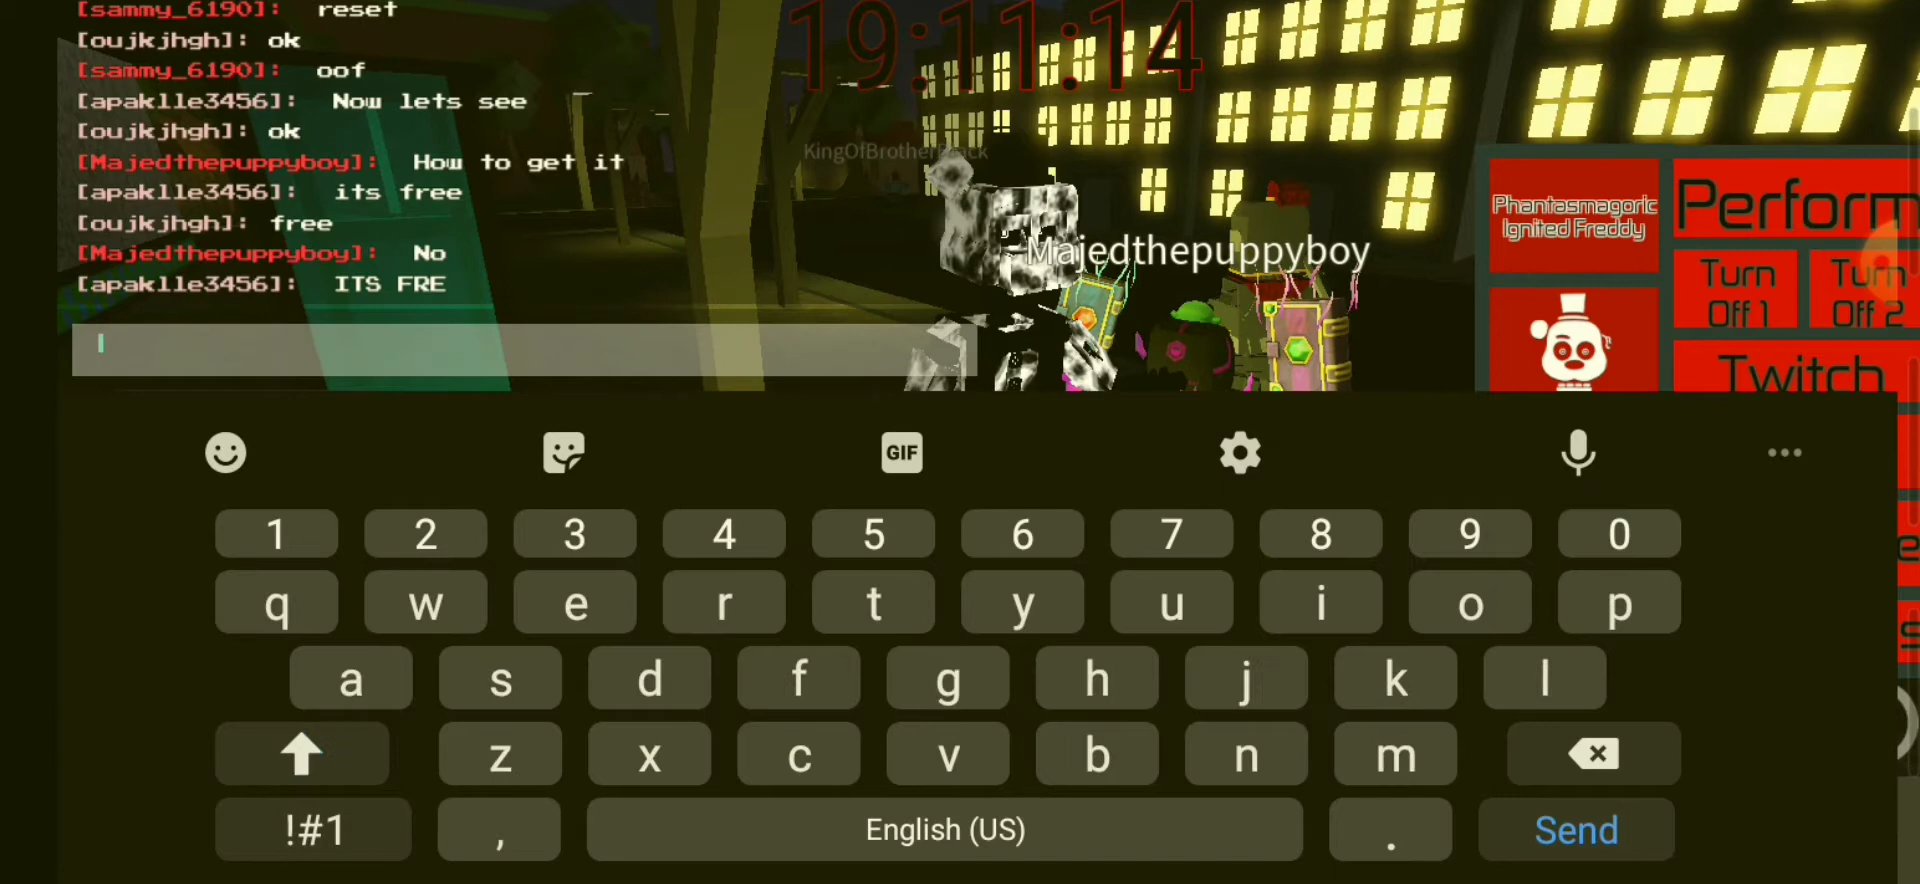 [sammy_6190]: reset
[oujkjhgh]: ok
[sammy_6190]: oof
[apaklle3456]: Now lets see
[oujkjhgh]: ok
[Majedthepuppyboy]: How to get it
[apaklle3456]: its free
[oujkjhgh]: free
[Majedthepuppyboy]: No
[apaklle3456]: ITS FRE
19:11:14
Majedthepuppyboy
Phantasmagoric
Ignited Freddy
Perform
Turn
Off 1
Turn
Off 2
Twitch
GIF
1 2 3 4 5 6 7 8 9 0
q w e r t y u i o p
a s d f g h j k l
z x c v b n m
!#1 , English (US) . Send